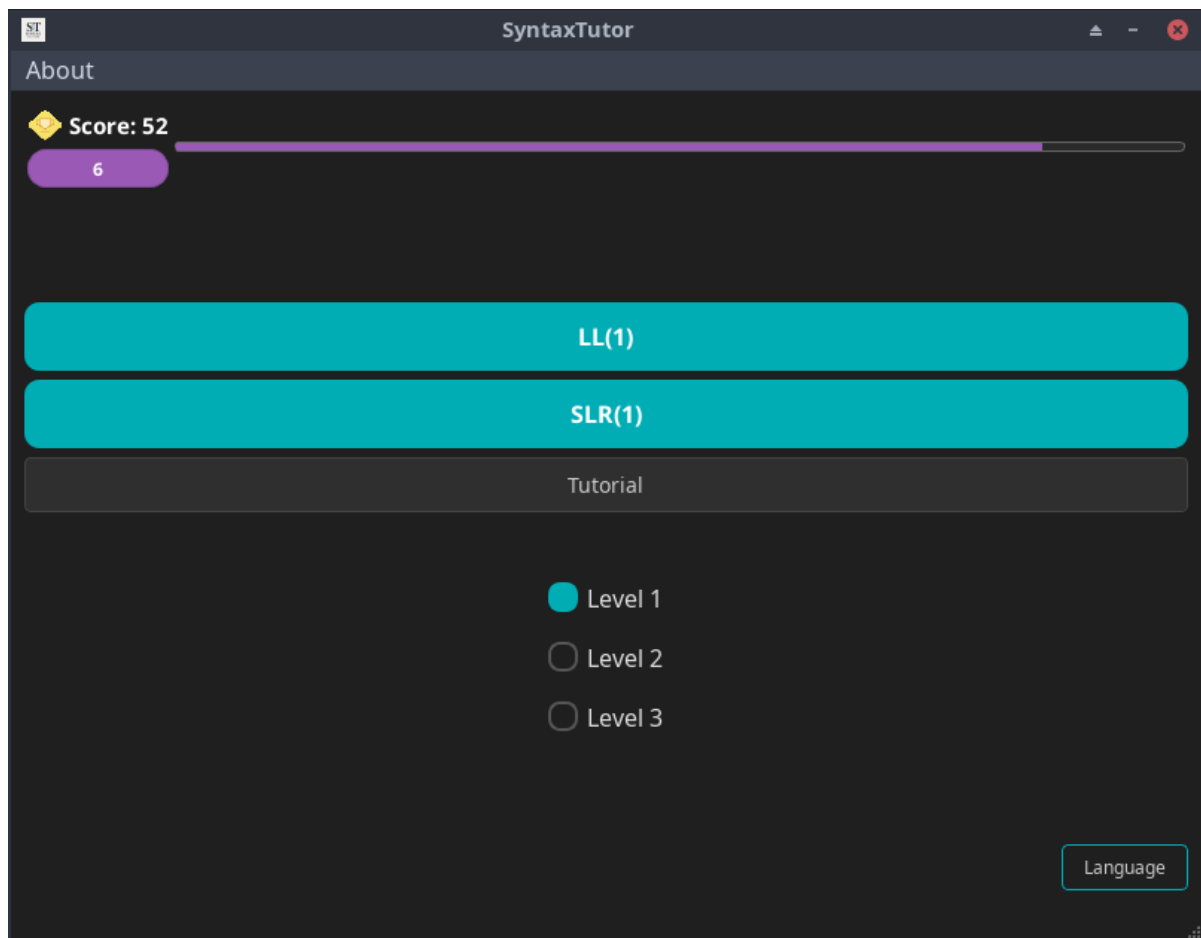 ST
SyntaxTutor
About
Score: 52
6
LL(1)
SLR(1)
Tutorial
Level 1
Level 2
Level 3
Language